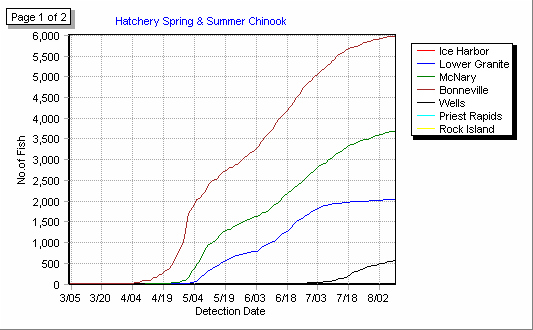 Page 1 of 2
Hatchery Spring & Summer Chinook
6,000
5,500
5,000
4,500
4,000
3,500
3,000
2,500
2,000
1,500
1,000
500
0
No.of Fish
3/05 3/20 4/04 4/19 5/04 5/19 6/03 6/18 7/03 7/18 8/02
Detection Date
Ice Harbor
Lower Granite
McNary
Bonneville
Wells
Priest Rapids
Rock Island